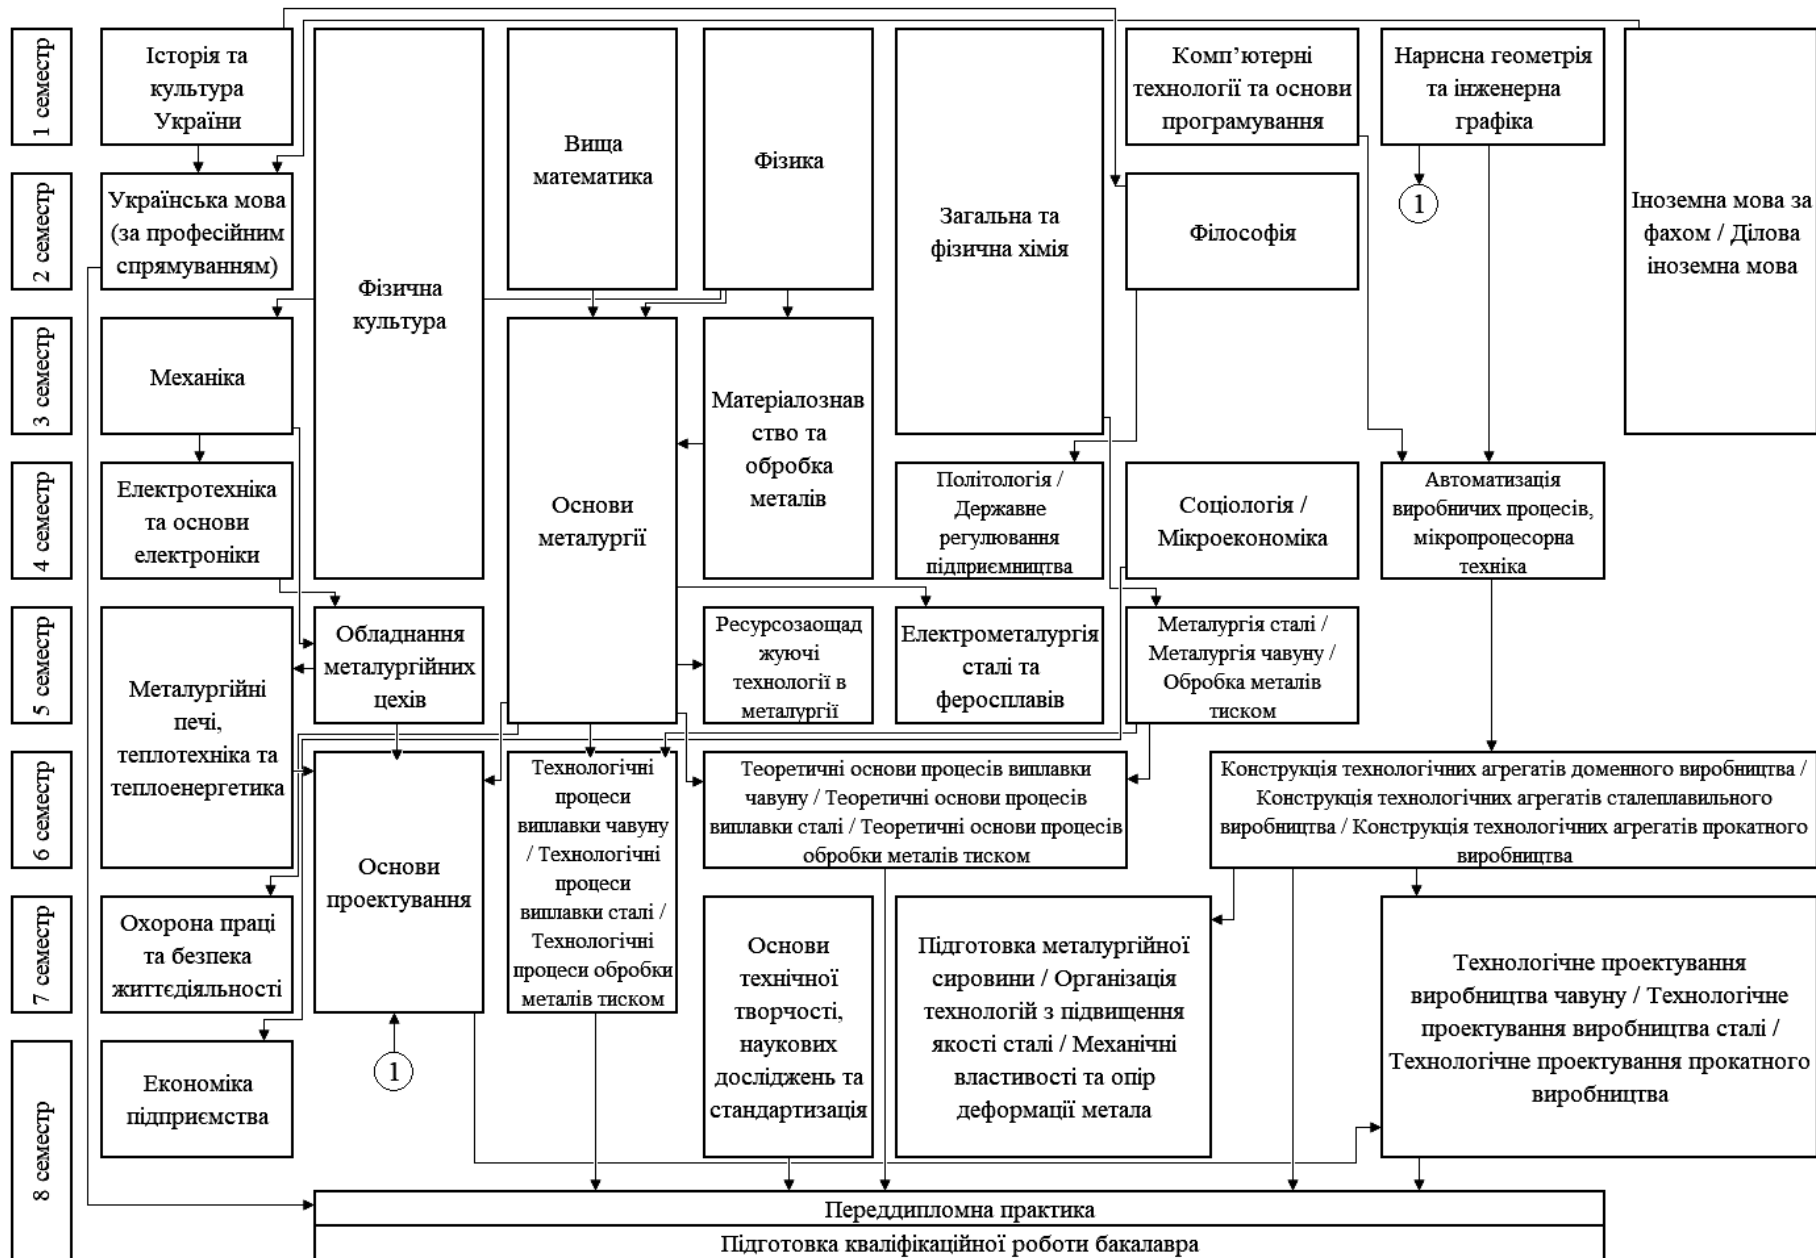 1 семестр
Історія та
культура
України
Фізична
культура
Вища
математика
Фізика
Загальна та
фізична хімія
Комп’ютерні
технології та основи
програмування
Нарисна геометрія
та інженерна
графіка
1
Іноземна мова за
фахом / Ділова
іноземна мова
2 семестр
Українська мова
(за професійним
спрямуванням)
Філософія
3 семестр
Механіка
Основи
металургії
Матеріалознав
ство та
обробка
металів
4 семестр
Електротехніка
та основи
електроніки
Політологія /
Державне
регулювання
підприємництва
Соціологія /
Мікроекономіка
Автоматизація
виробничих процесів,
мікропроцесорна
техніка
5 семестр
Металургійні
печі,
теплотехніка та
теплоенергетика
Обладнання
металургійних
цехів
Ресурсозаощад
жуючі
технології в
металургії
Електрометалургія
сталі та
феросплавів
Металургія сталі /
Металургія чавуну /
Обробка металів
тиском
6 семестр
Основи
проектування
Технологічні
процеси
виплавки чавуну
/ Технологічні
процеси
виплавки сталі /
Технологічні
процеси обробки
металів тиском
Теоретичні основи процесів виплавки
чавуну / Теоретичні основи процесів
виплавки сталі / Теоретичні основи процесів
обробки металів тиском
Конструкція технологічних агрегатів доменного виробництва /
Конструкція технологічних агрегатів сталеплавильного
виробництва / Конструкція технологічних агрегатів прокатного
виробництва
7 семестр
Охорона праці
та безпека
життєдіяльності
Основи
технічної
творчості,
наукових
досліджень та
стандартизація
Підготовка металургійної
сировини / Організація
технологій з підвищення
якості сталі / Механічні
властивості та опір
деформації метала
Технологічне проектування
виробництва чавуну / Технологічне
проектування виробництва сталі /
Технологічне проектування прокатного
виробництва
8 семестр
Економіка
підприємства
1
Переддипломна практика
Підготовка кваліфікаційної роботи бакалавра